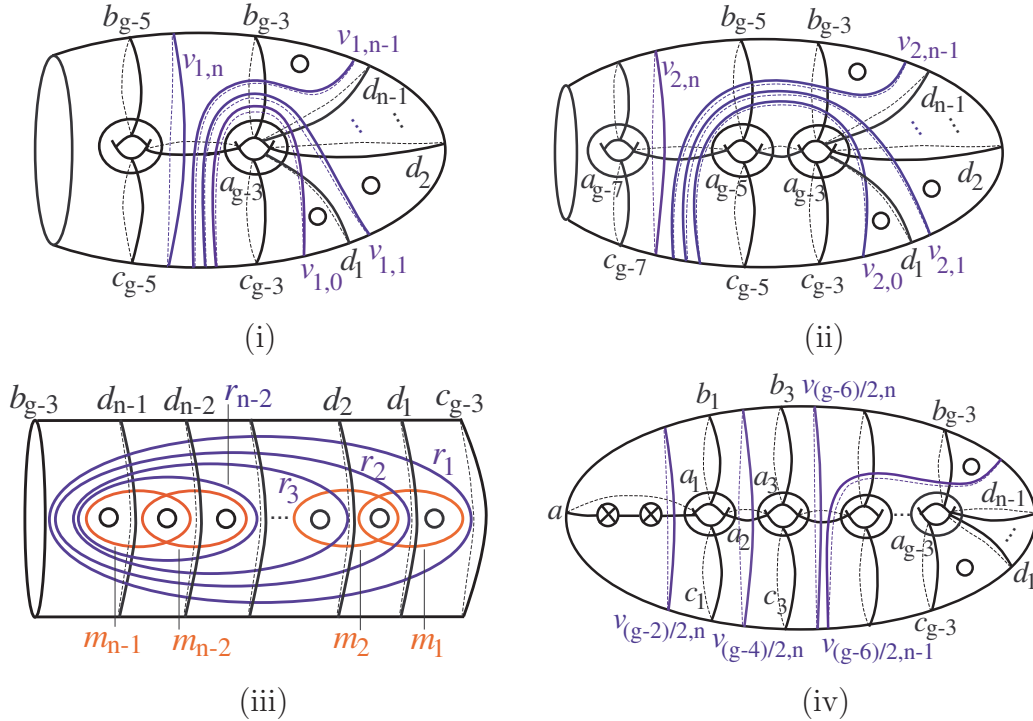 b_{g-5} b_{g-3} v_{1,n} v_{1,n-1} d_{n-1}
a_{g-3} d_2
c_{g-5} c_{g-3} v_{1,0} d_1 v_{1,1}
(i)
b_{g-5} b_{g-3} v_{2,n} v_{2,n-1} d_{n-1}
a_{g-7} a_{g-5} a_{g-3} d_2
c_{g-7} c_{g-5} c_{g-3} v_{2,0} d_1 v_{2,1}
(ii)
b_{g-3} d_{n-1} d_{n-2} r_{n-2} d_2 d_1 c_{g-3}
r_3 r_2 r_1
m_{n-1} m_{n-2} m_2 m_1
(iii)
v_{(g-6)/2,n}
b_1 b_3 b_{g-3}
a a_1 a_2 a_3 a_{g-3} d_{n-1}
c_1 c_3 c_{g-3} d_1
v_{(g-2)/2,n} v_{(g-4)/2,n} v_{(g-6)/2,n-1}
(iv)